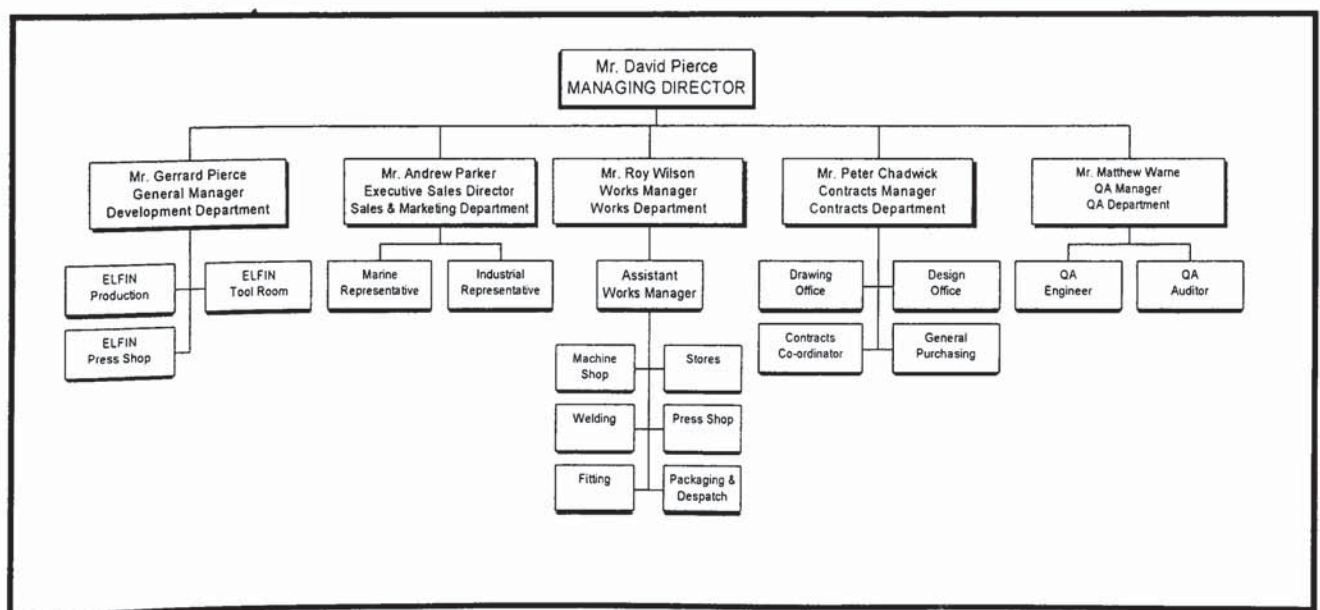 Mr. David Pierce
MANAGING DIRECTOR
Mr. Gerrard Pierce
General Manager
Development Department
Mr. Andrew Parker
Executive Sales Director
Sales & Marketing Department
Mr. Roy Wilson
Works Manager
Works Department
Mr. Peter Chadwick
Contracts Manager
Contracts Department
Mr. Matthew Warne
QA Manager
QA Department
ELFIN
Production
ELFIN
Tool Room
ELFIN
Press Shop
Marine
Representative
Industrial
Representative
Assistant
Works Manager
Machine
Shop
Stores
Welding
Press Shop
Fitting
Packaging &
Despatch
Drawing
Office
Design
Office
Contracts
Co-ordinator
General
Purchasing
QA
Engineer
QA
Auditor